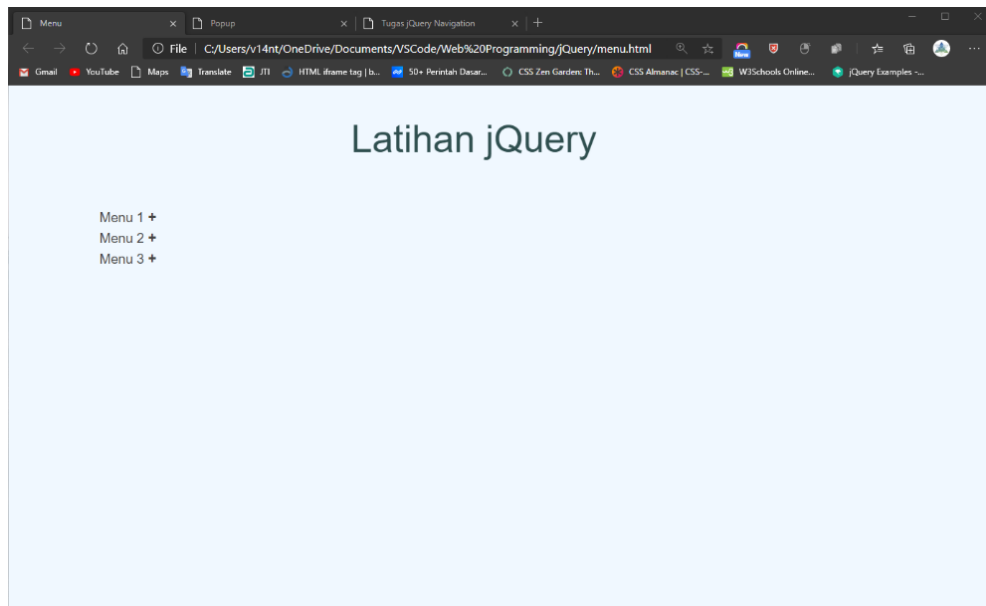 Menu Popup Tugas jQuery Navigation
File C:/Users/v14nt/OneDrive/Documents/VSCode/Web%20Programming/jQuery/menu.html New
Gmail YouTube Maps Translate JTI HTML iframe tag | b... 50+ Perintah Dasar... CSS Zen Garden: Th... CSS Almanac | CSS-... W3Schools Online... jQuery Examples -...
Latihan jQuery
Menu 1 +
Menu 2 +
Menu 3 +